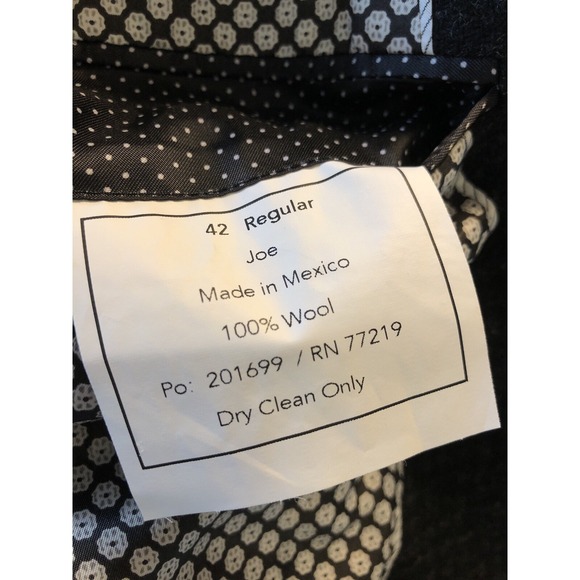 42 Regular
Joe
Made in Mexico
100% Wool
Po: 201699 / RN 77219
Dry Clean Only